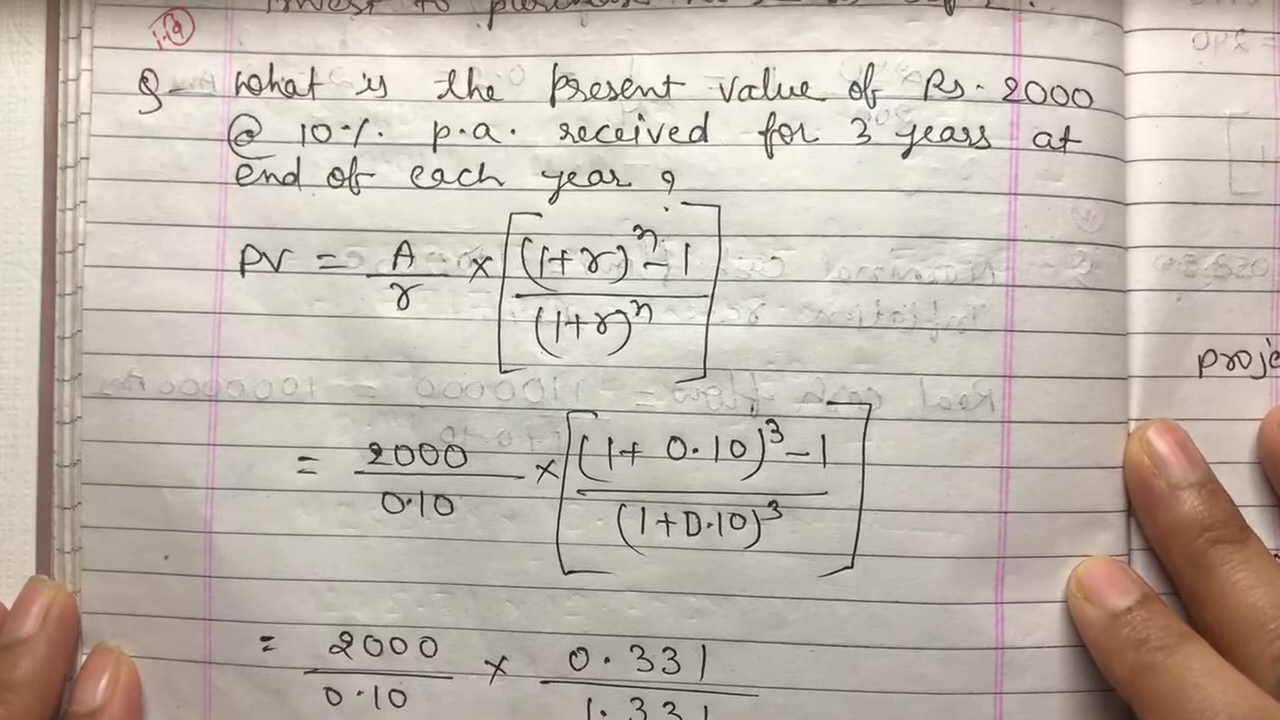 Q- What is the present value of Rs. 2000
@ 10% p.a. received for 3 years at
end of each year ?
PV = A/r × [((1+r)^n - 1)/(1+r)^n]
= 2000/0.10 × [((1+0.10)^3 - 1)/(1+0.10)^3]
= 2000/0.10 × 0.331/1.331
proje